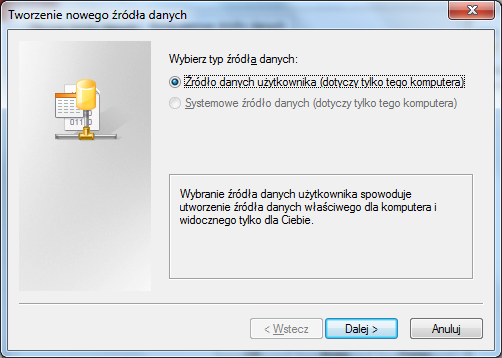 Tworzenie nowego źródła danych
Wybierz typ źródła danych:
Źródło danych użytkownika (dotyczy tylko tego komputera)
Systemowe źródło danych (dotyczy tylko tego komputera)
Wybranie źródła danych użytkownika spowoduje
utworzenie źródła danych właściwego dla komputera i
widocznego tylko dla Ciebie.
< Wstecz
Dalej >
Anuluj